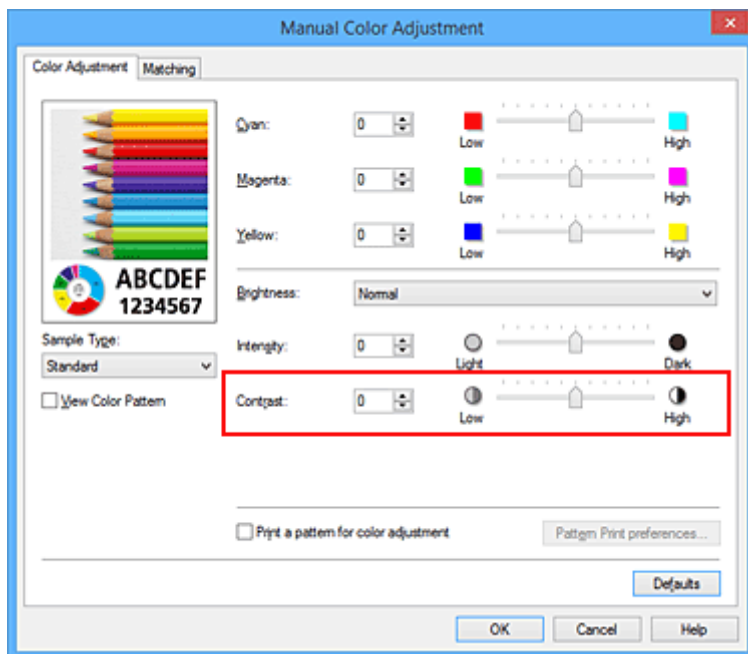 Manual Color Adjustment
Color Adjustment Matching
Cyan: 0 Low High
Magenta: 0 Low High
Yellow: 0 Low High
ABCDEF
1234567
Brightness: Normal
Sample Type:
Standard
Intensity: 0 Light Dark
View Color Pattern
Contrast: 0 Low High
Print a pattern for color adjustment Pattern Print preferences...
Defaults
OK Cancel Help